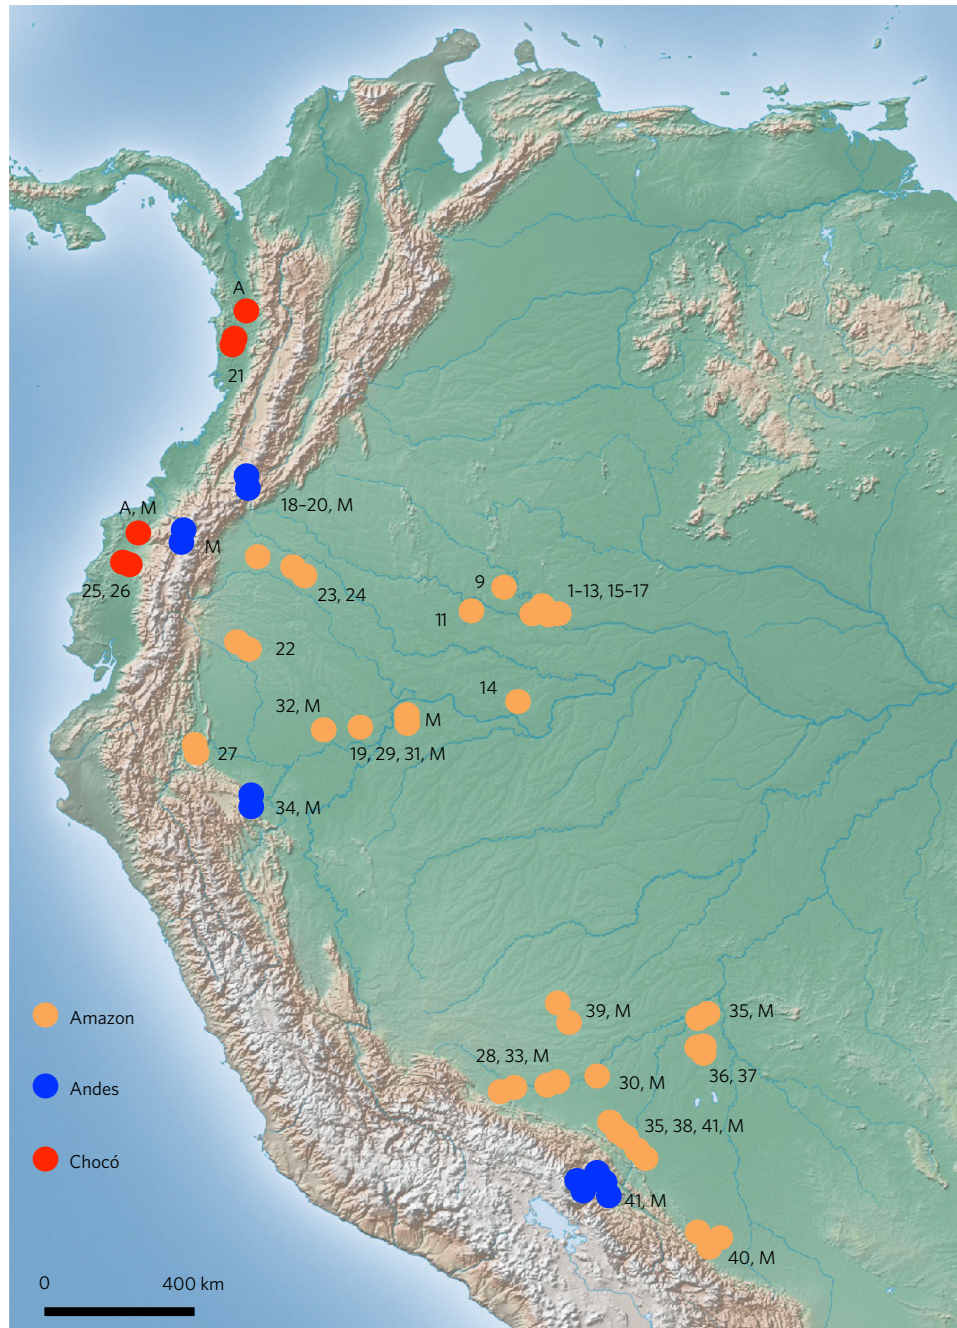 A
21
18–20, M
A, M
M
25, 26
23, 24
9
1–13, 15–17
11
22
14
32, M
M
19, 29, 31, M
27
34, M
39, M
35, M
Amazon
28, 33, M
36, 37
30, M
Andes
35, 38, 41, M
Chocó
41, M
40, M
0 400 km